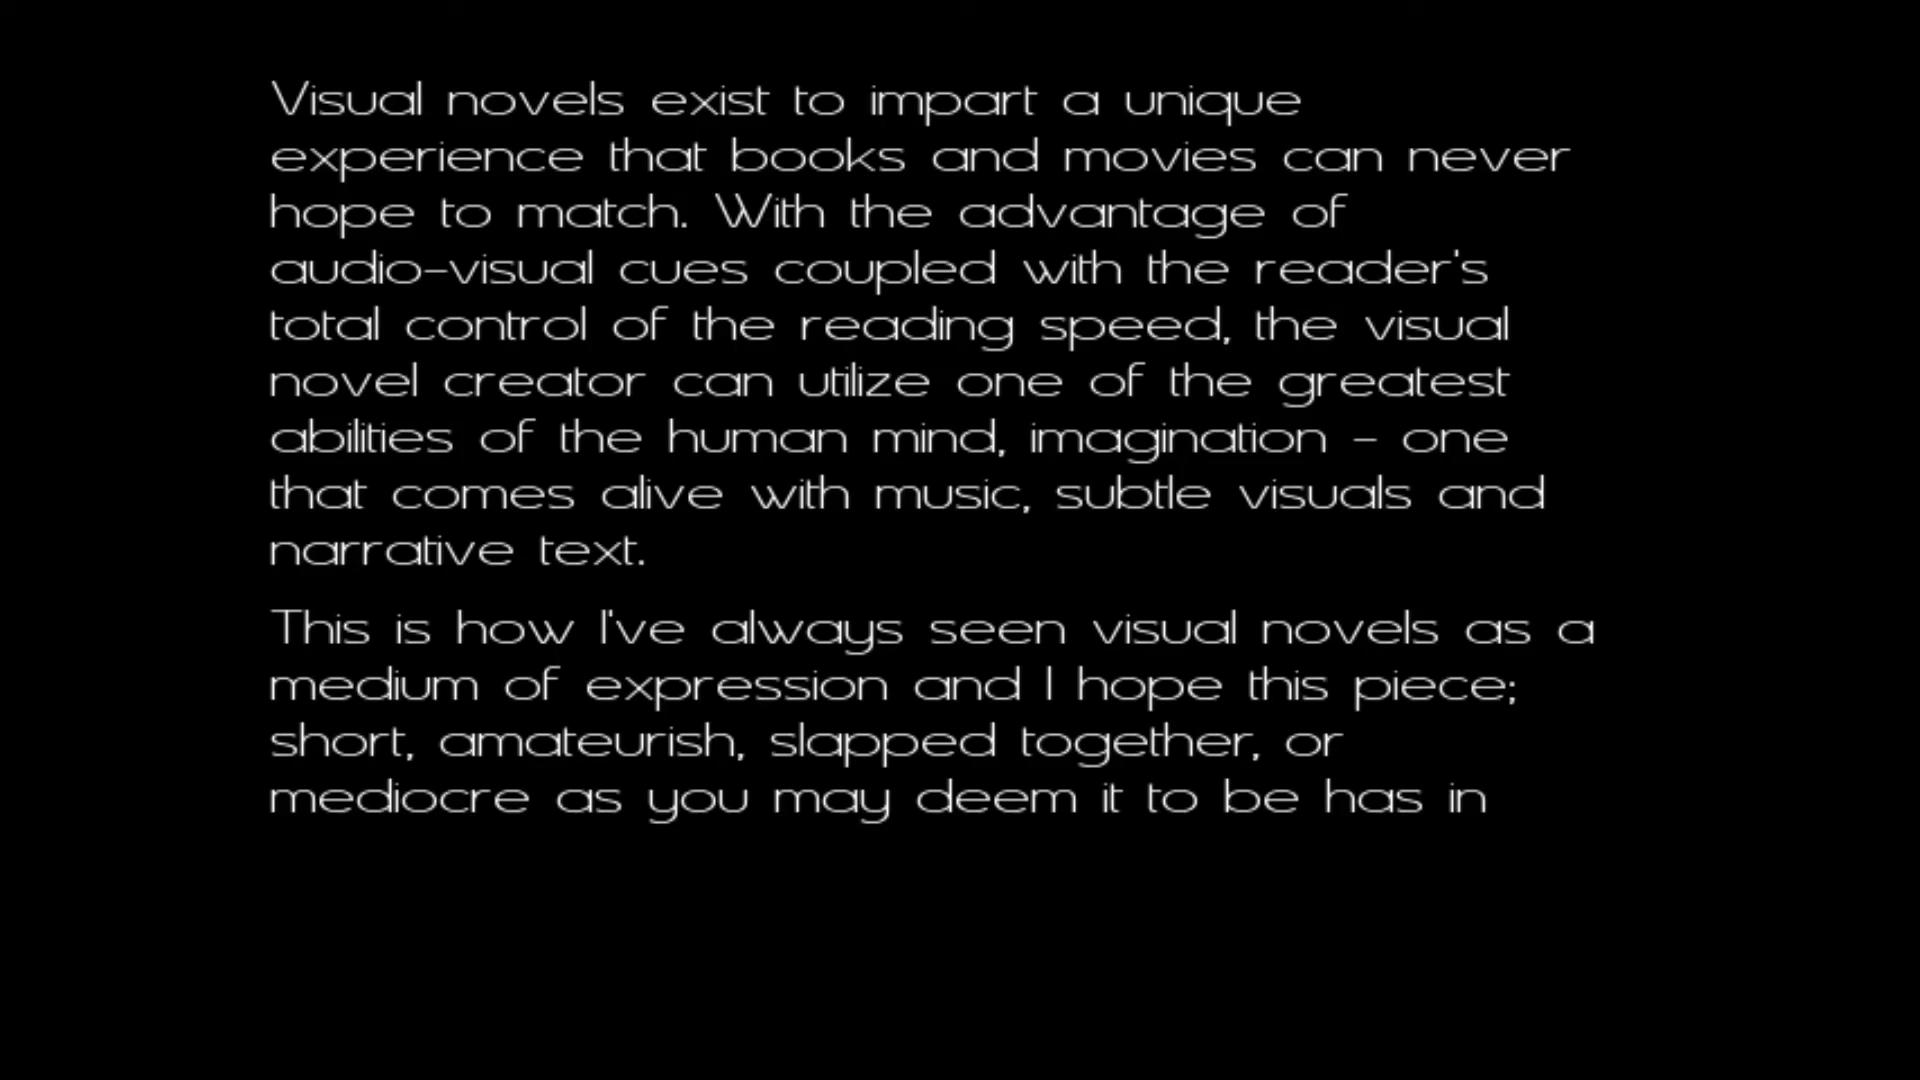 Visual novels exist to impart a unique
experience that books and movies can never
hope to match. With the advantage of
audio-visual cues coupled with the reader's
total control of the reading speed, the visual
novel creator can utilize one of the greatest
abilities of the human mind, imagination - one
that comes alive with music, subtle visuals and
narrative text.
This is how I've always seen visual novels as a
medium of expression and I hope this piece;
short, amateurish, slapped together, or
mediocre as you may deem it to be has in